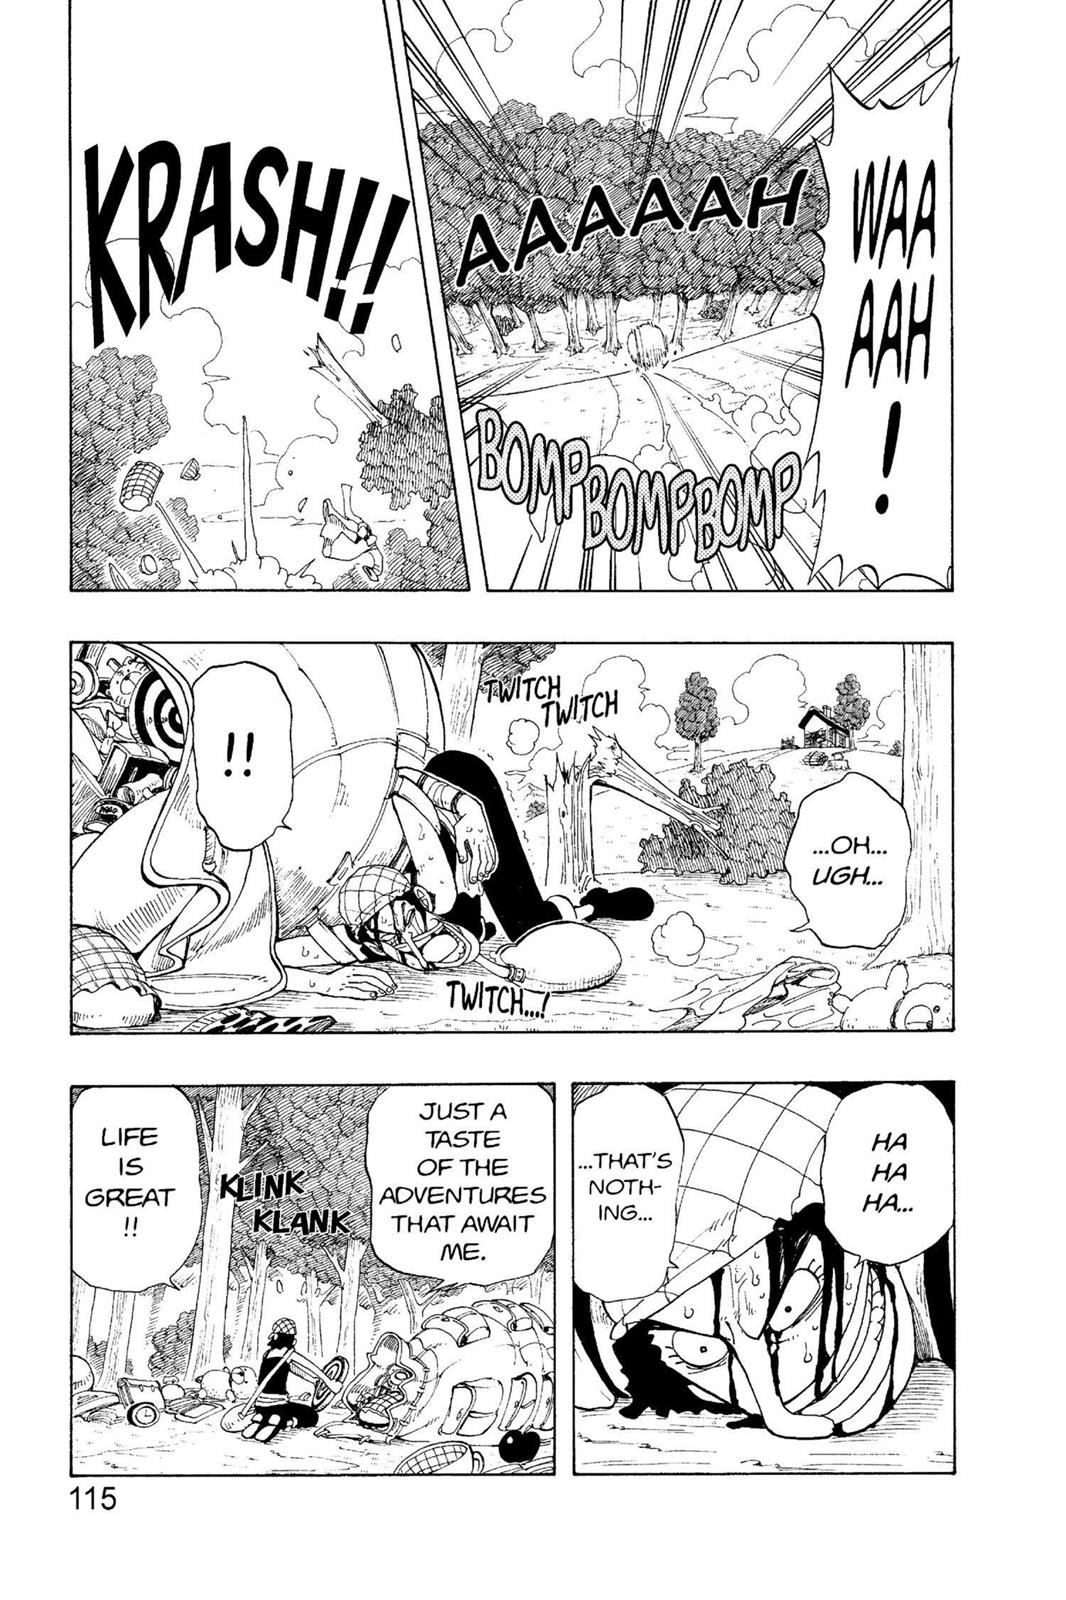 WAA
AAH
!
AAAAAAH
BOMP BOMP BOMP
KRASH!!
...OH...
UGH...
TWITCH
TWITCH
!!
TWITCH...!
HA
HA
HA...
...THAT'S
NOTH-
ING...
JUST A
TASTE
OF THE
ADVENTURES
THAT AWAIT
ME.
KLINK
KLANK
LIFE
IS
GREAT
!!
115